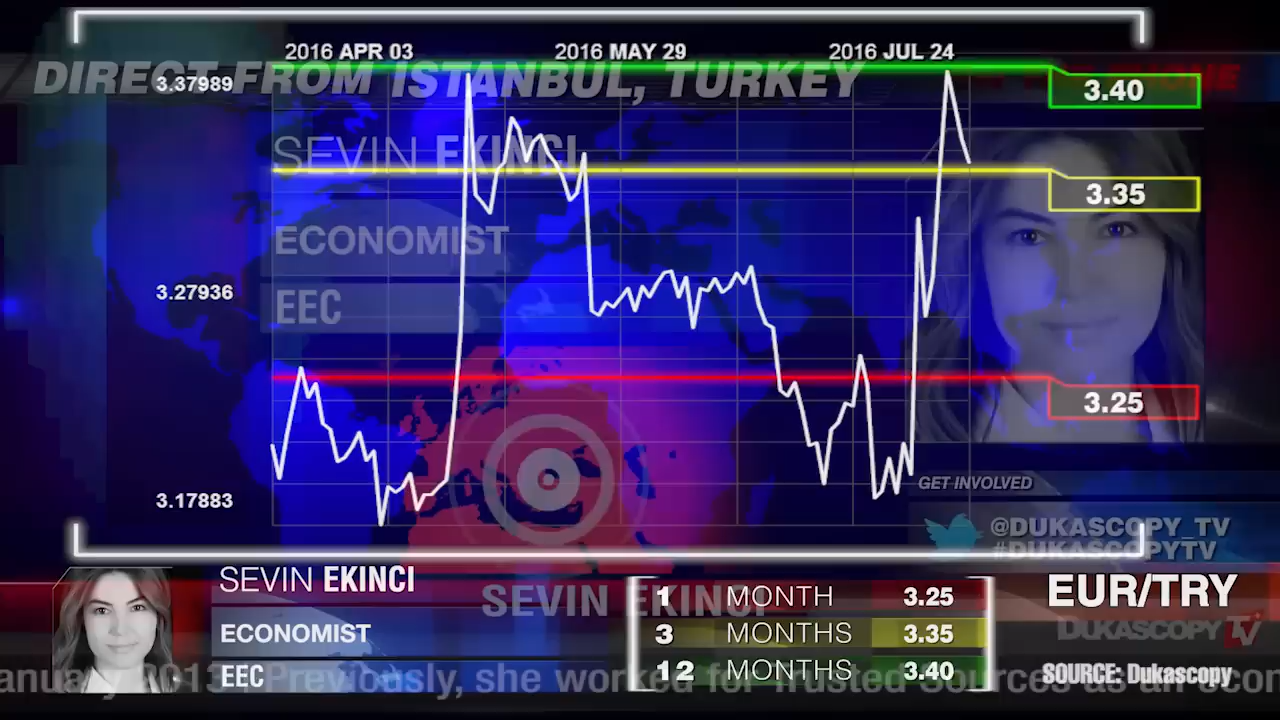 2016 APR 03 2016 MAY 29 2016 JUL 24
DIRECT FROM ISTANBUL, TURKEY
3.37989
3.40
SEVIN EKINCI
3.35
ECONOMIST
3.27936
EEC
3.25
GET INVOLVED
3.17883
@DUKASCOPY_TV
#DUKASCOPYTV
SEVIN EKINCI
ECONOMIST
EEC
SEVIN EKINCI
1 MONTH 3.25
3 MONTHS 3.35
12 MONTHS 3.40
EUR/TRY
DUKASCOPY TV
SOURCE: Dukascopy
2013. Previously, she worked for Trusted Sources as an